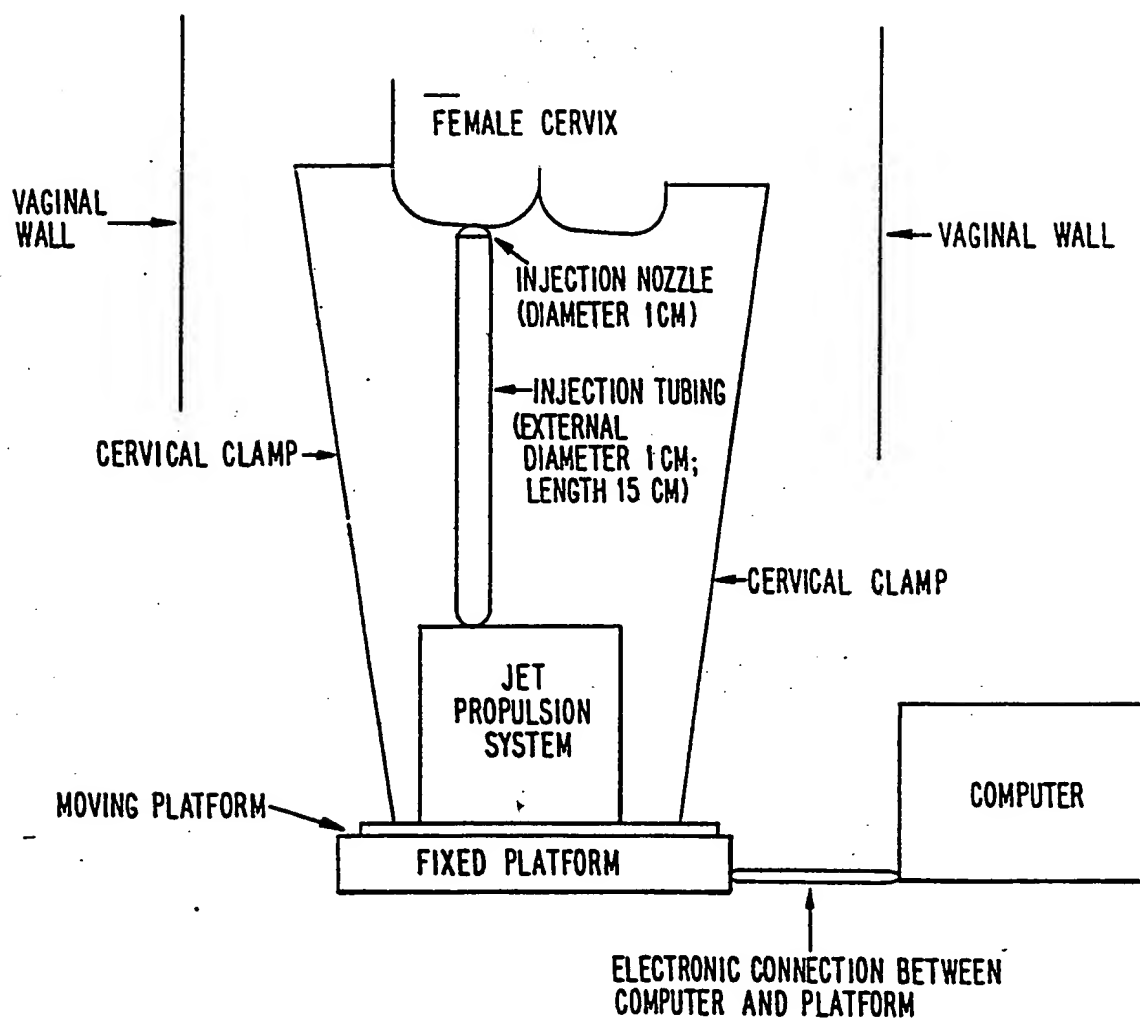 FEMALE CERVIX
VAGINAL
WALL
VAGINAL WALL
INJECTION NOZZLE
(DIAMETER 1CM)
INJECTION TUBING
(EXTERNAL
DIAMETER 1CM;
LENGTH 15 CM)
CERVICAL CLAMP
CERVICAL CLAMP
JET
PROPULSION
SYSTEM
MOVING PLATFORM
COMPUTER
FIXED PLATFORM
ELECTRONIC CONNECTION BETWEEN
COMPUTER AND PLATFORM